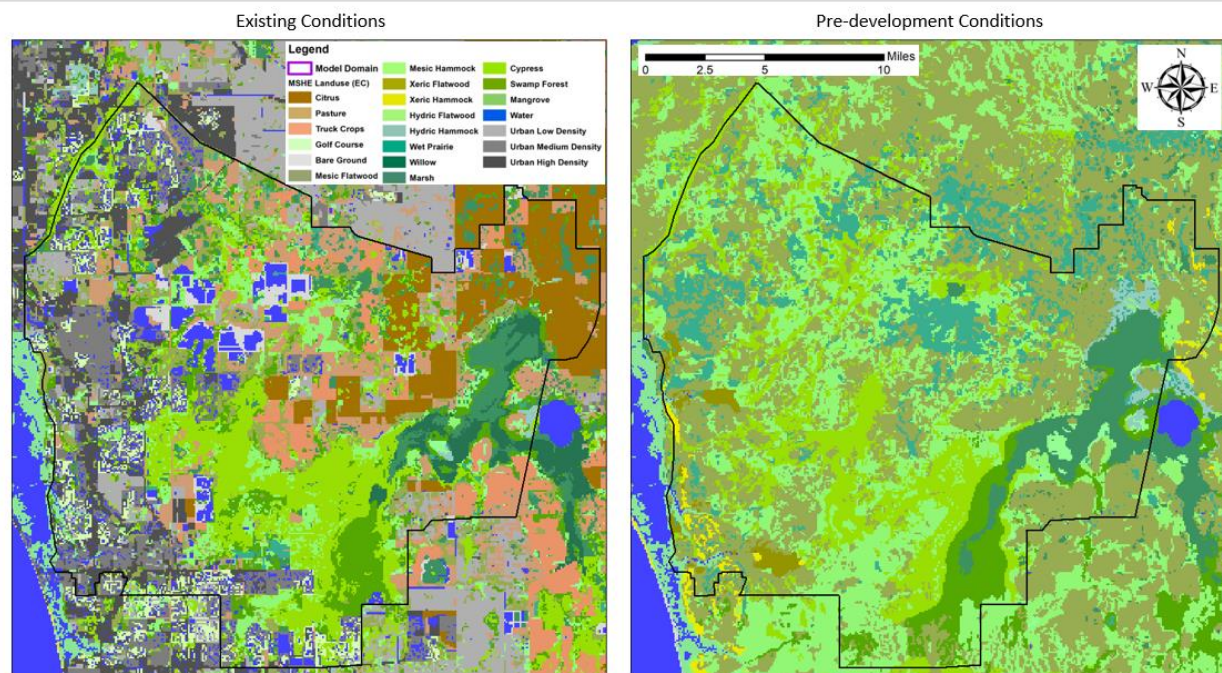 Existing Conditions
Pre-development Conditions
Legend
Model Domain
MSHE Landuse (EC)
Citrus
Pasture
Truck Crops
Golf Course
Bare Ground
Mesic Flatwood
Mesic Hammock
Xeric Flatwood
Xeric Hammock
Hydric Flatwood
Hydric Hammock
Wet Prairie
Willow
Marsh
Cypress
Swamp Forest
Mangrove
Water
Urban Low Density
Urban Medium Density
Urban High Density
Miles
0 2.5 5 10
N
W E
S